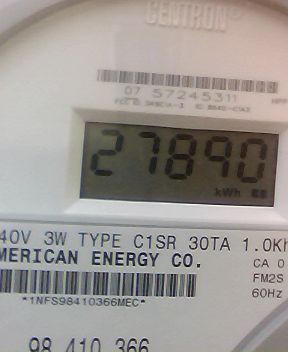 CENTRON®
07 57245311
27890
kWh
40V 3W TYPE C1SR 30TA 1.0Kh
MERICAN ENERGY CO.
CA 0
FM2S
60Hz
*1NFS98410366MEC*
98 410 366